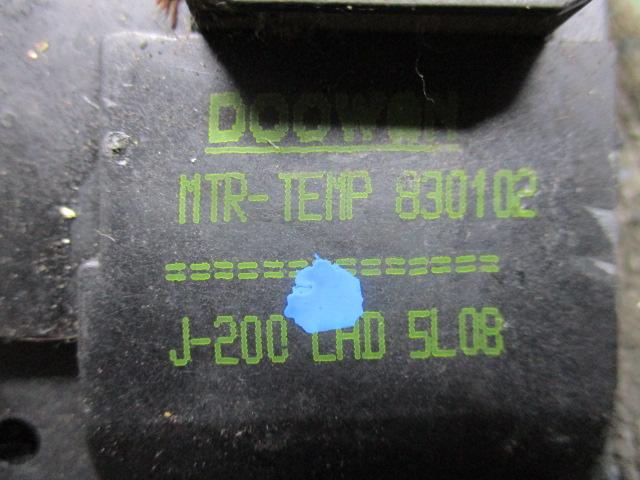 DOOWON
MTR-TEMP 830102
==============
J-200 LHD 5L08